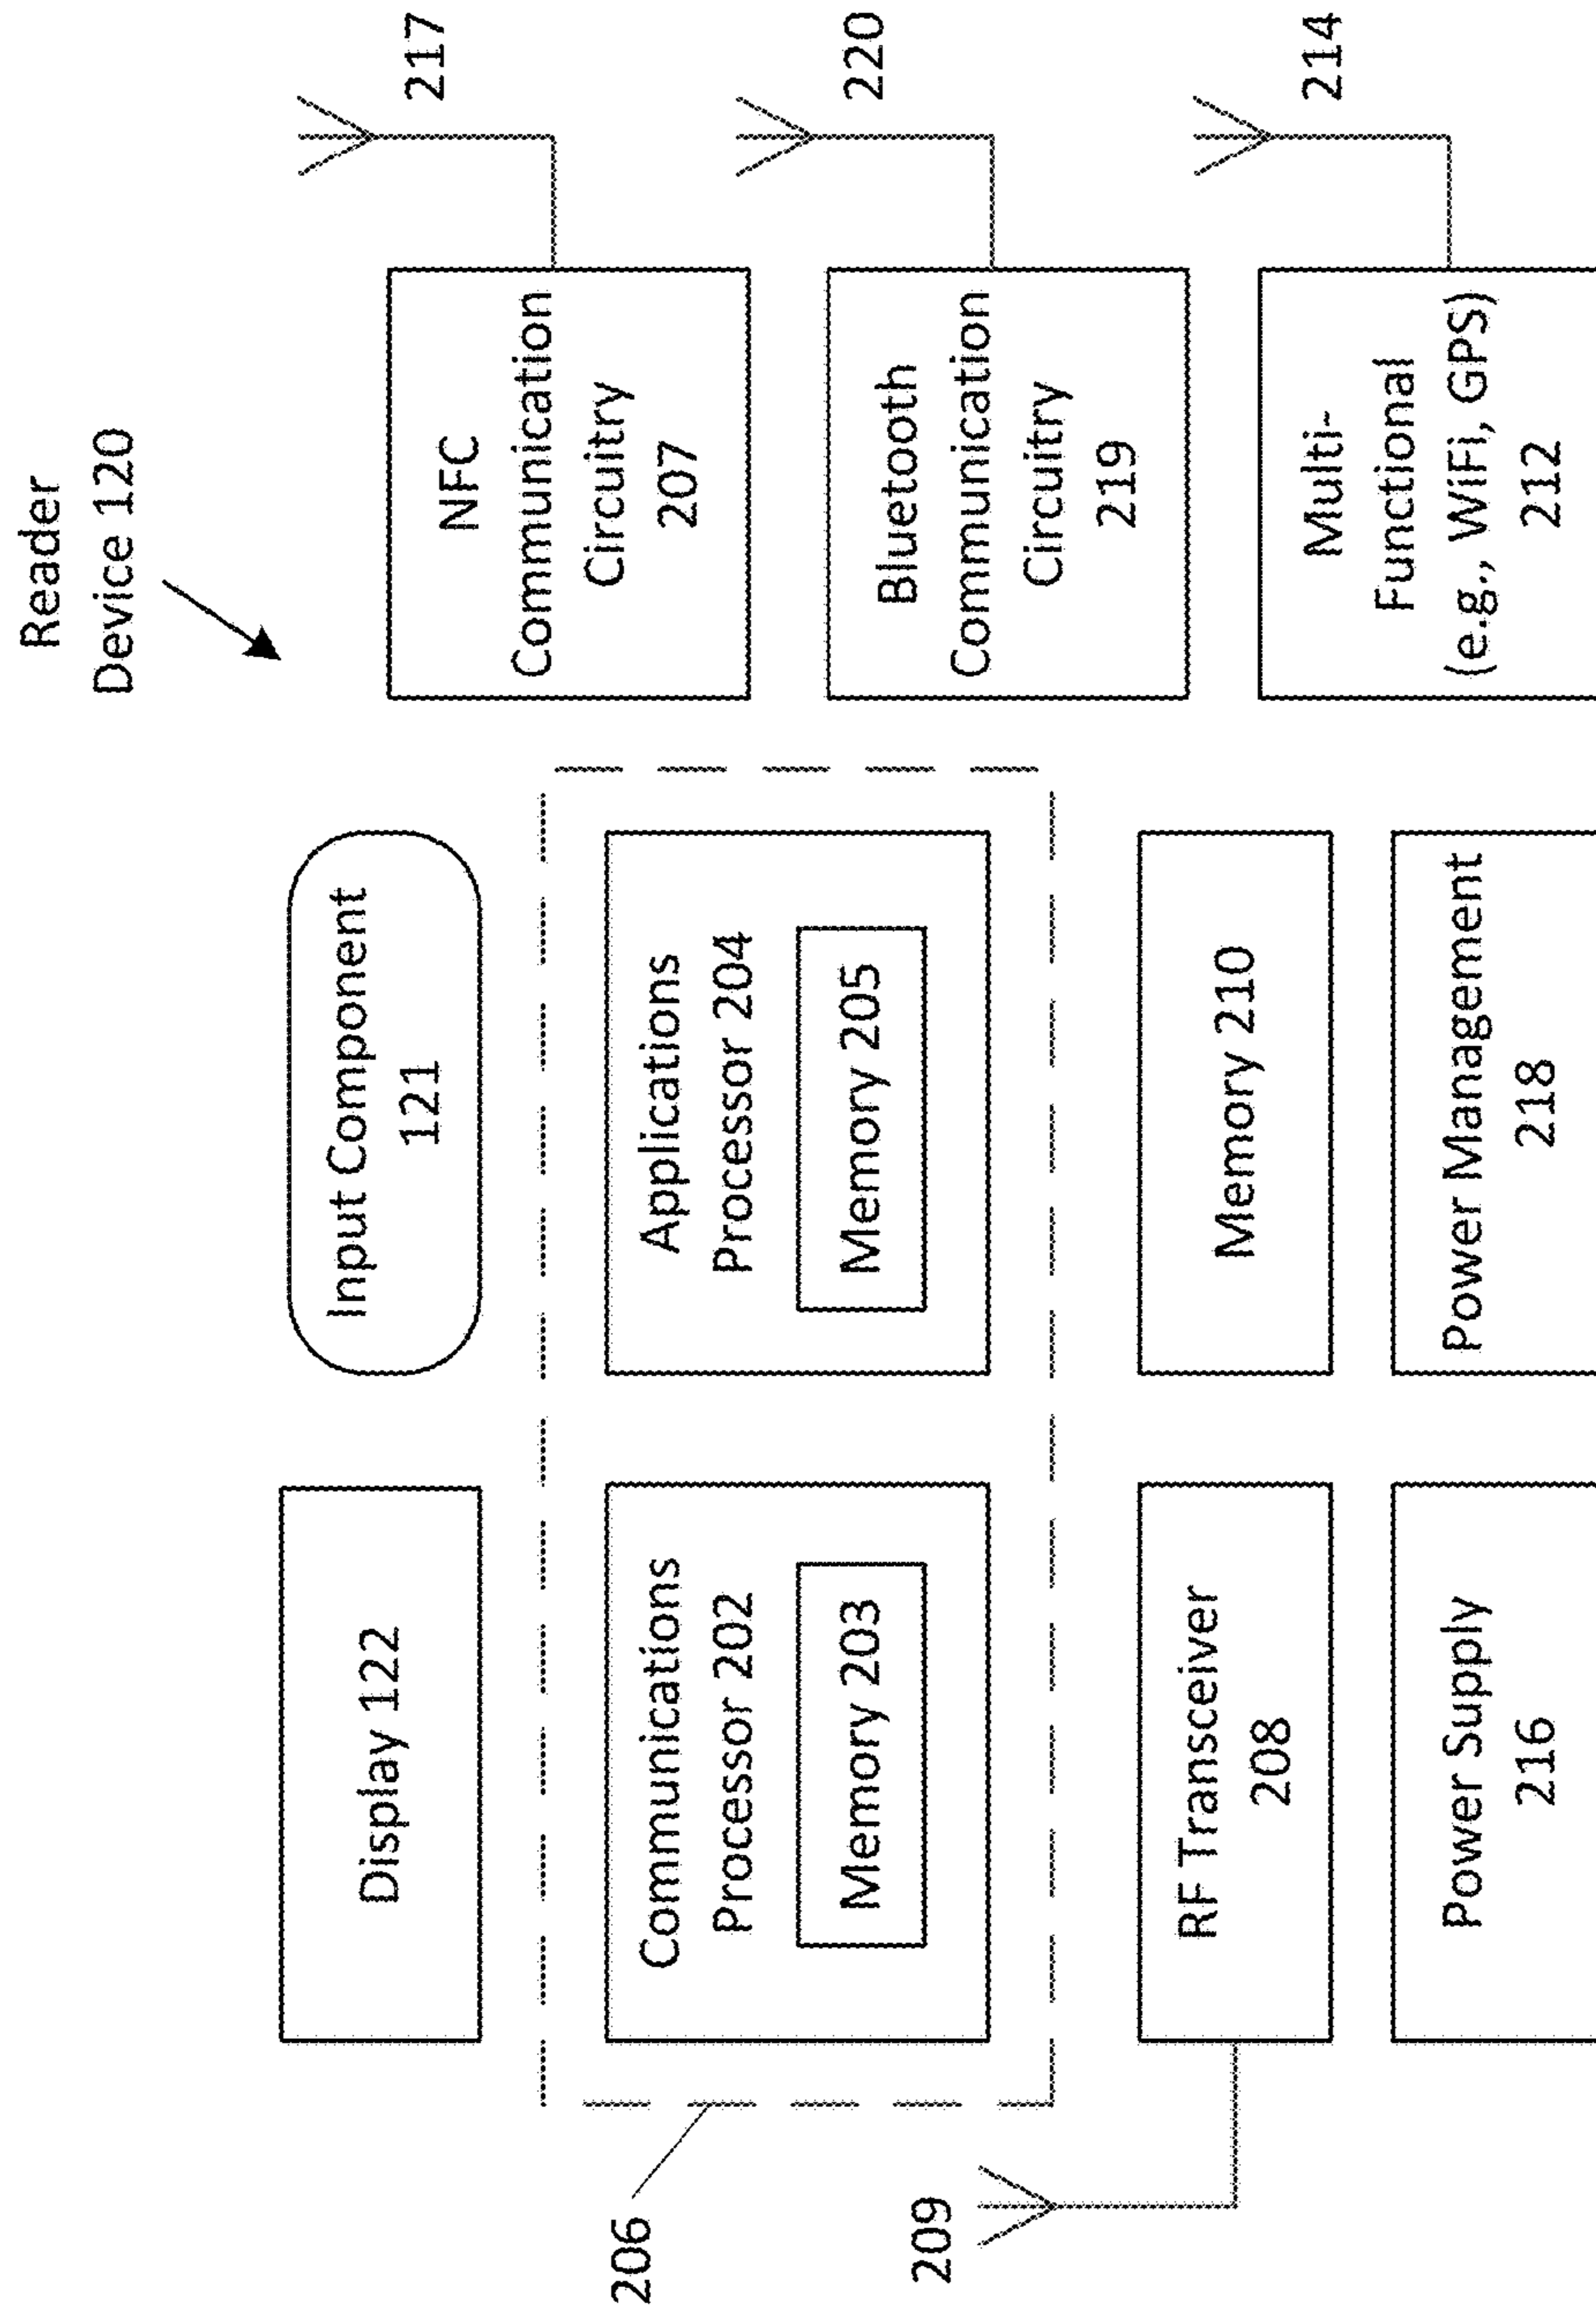 Reader
Device 120
Display 122
Input Component
121
NFC
Communication
Circuitry
207
217
206
Communications
Processor 202
Memory 203
Applications
Processor 204
Memory 205
Bluetooth
Communication
Circuitry
219
220
209
RF Transceiver
208
Memory 210
Multi-
Functional
(e.g., WiFi, GPS)
212
214
Power Supply
216
Power Management
218